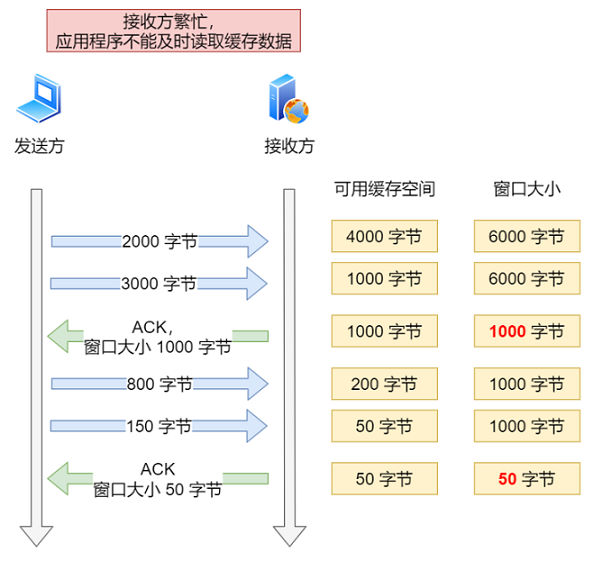 接收方繁忙，
应用程序不能及时读取缓存数据
发送方
接收方
可用缓存空间
窗口大小
2000 字节
4000 字节
6000 字节
3000 字节
1000 字节
6000 字节
ACK，
窗口大小 1000 字节
1000 字节
1000 字节
800 字节
200 字节
1000 字节
150 字节
50 字节
1000 字节
ACK
窗口大小 50 字节
50 字节
50 字节